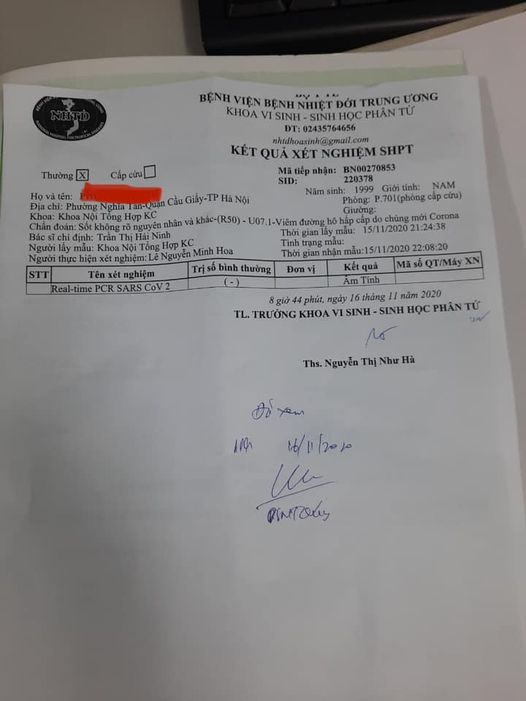 NHTD
BỘ Y TẾ
BỆNH VIỆN BỆNH NHIỆT ĐỚI TRUNG ƯƠNG
KHOA VI SINH - SINH HỌC PHÂN TỬ
ĐT: 02435764656
nhtdhoasinh@gmail.com
KẾT QUẢ XÉT NGHIỆM SHPT
Thường X Cấp cứu
Mã tiếp nhận: BN00270853
SID: 220378
Họ và tên:
Năm sinh: 1999 Giới tính: NAM
Địa chỉ: Phường Nghĩa Tân-Quận Cầu Giấy-TP Hà Nội
Phòng: P.701(phòng cấp cứu)
Khoa: Khoa Nội Tổng Hợp KC
Giường:
Chẩn đoán: Sốt không rõ nguyên nhân và khác-(R50) - U07.1-Viêm đường hô hấp cấp do chủng mới Corona
Bác sĩ chỉ định: Trần Thị Hải Ninh
Thời gian lấy mẫu: 15/11/2020 21:24:38
Người lấy mẫu: Khoa Nội Tổng Hợp KC
Tình trạng mẫu:
Người thực hiện xét nghiệm: Lê Nguyễn Minh Hoa
Thời gian nhận mẫu:15/11/2020 22:08:20
STT Tên xét nghiệm Trị số bình thường Đơn vị Kết quả Mã số QT/Máy XN
Real-time PCR SARS CoV 2 ( - ) Âm Tính
8 giờ 44 phút, ngày 16 tháng 11 năm 2020
TL. TRƯỞNG KHOA VI SINH - SINH HỌC PHÂN TỬ
Ths. Nguyễn Thị Như Hà
Đã xem
16/11/2020